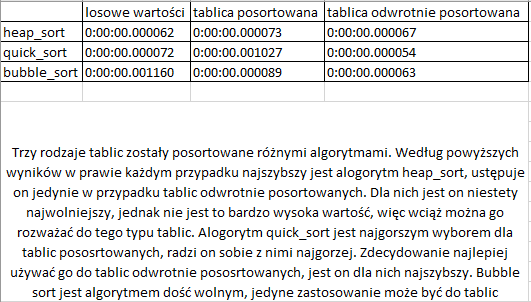 losowe wartości tablica posortowana tablica odwrotnie posortowana
heap_sort 0:00:00.000062 0:00:00.000073 0:00:00.000067
quick_sort 0:00:00.000072 0:00:00.001027 0:00:00.000054
bubble_sort 0:00:00.001160 0:00:00.000089 0:00:00.000063
Trzy rodzaje tablic zostały posortowane różnymi algorytmami. Według powyższych
wyników w prawie każdym przypadku najszybszy jest alogorytm heap_sort, ustępuje
on jedynie w przypadku tablic odwrotnie posortowanych. Dla nich jest on niestety
najwolniejszy, jednak nie jest to bardzo wysoka wartość, więc wciąż można go
rozważać do tego typu tablic. Alogorytm quick_sort jest najgorszym wyborem dla
tablic pososrtowanych, radzi on sobie z nimi najgorzej. Zdecydowanie najlepiej
używać go do tablic odwrotnie pososrtowanych, jest on dla nich najszybszy. Bubble
sort jest algorytmem dość wolnym, jedyne zastosowanie może być do tablic